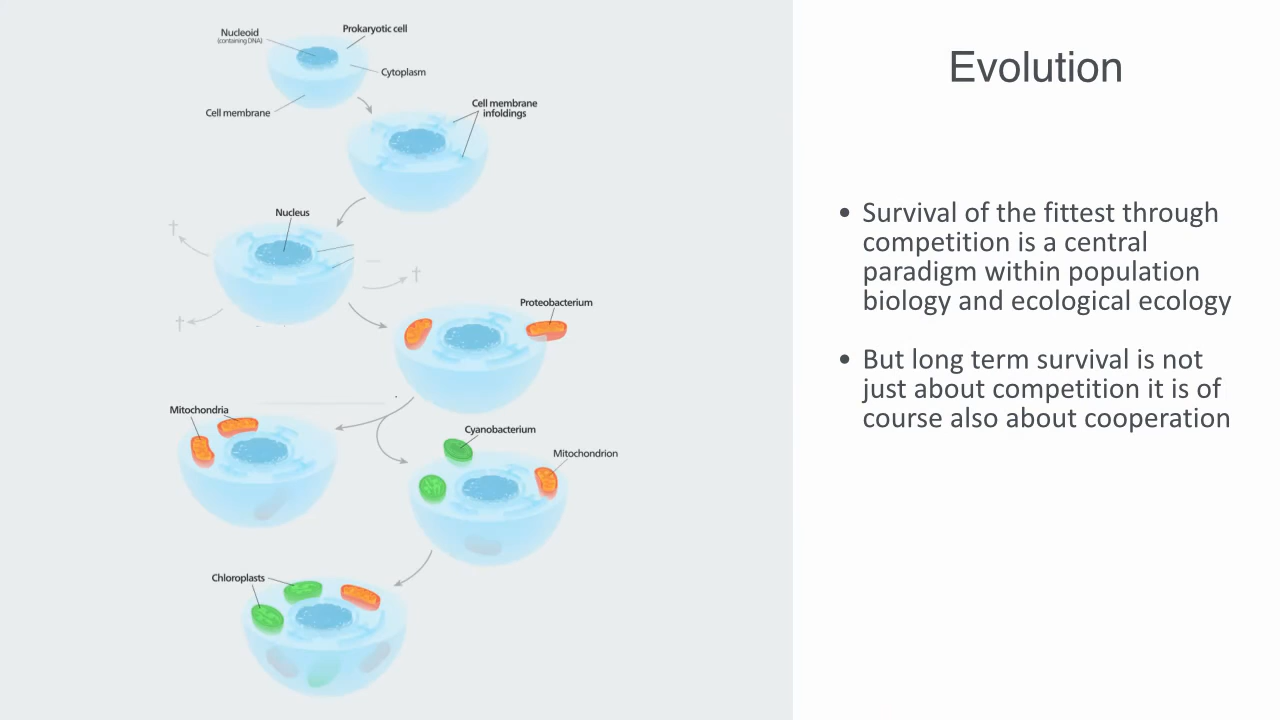 Nucleoid
(containing DNA)
Prokaryotic cell
Cytoplasm
Cell membrane
Cell membrane
infoldings
Nucleus
Proteobacterium
Mitochondria
Cyanobacterium
Mitochondrion
Chloroplasts
Evolution
• Survival of the fittest through
competition is a central
paradigm within population
biology and ecological ecology
• But long term survival is not
just about competition it is of
course also about cooperation